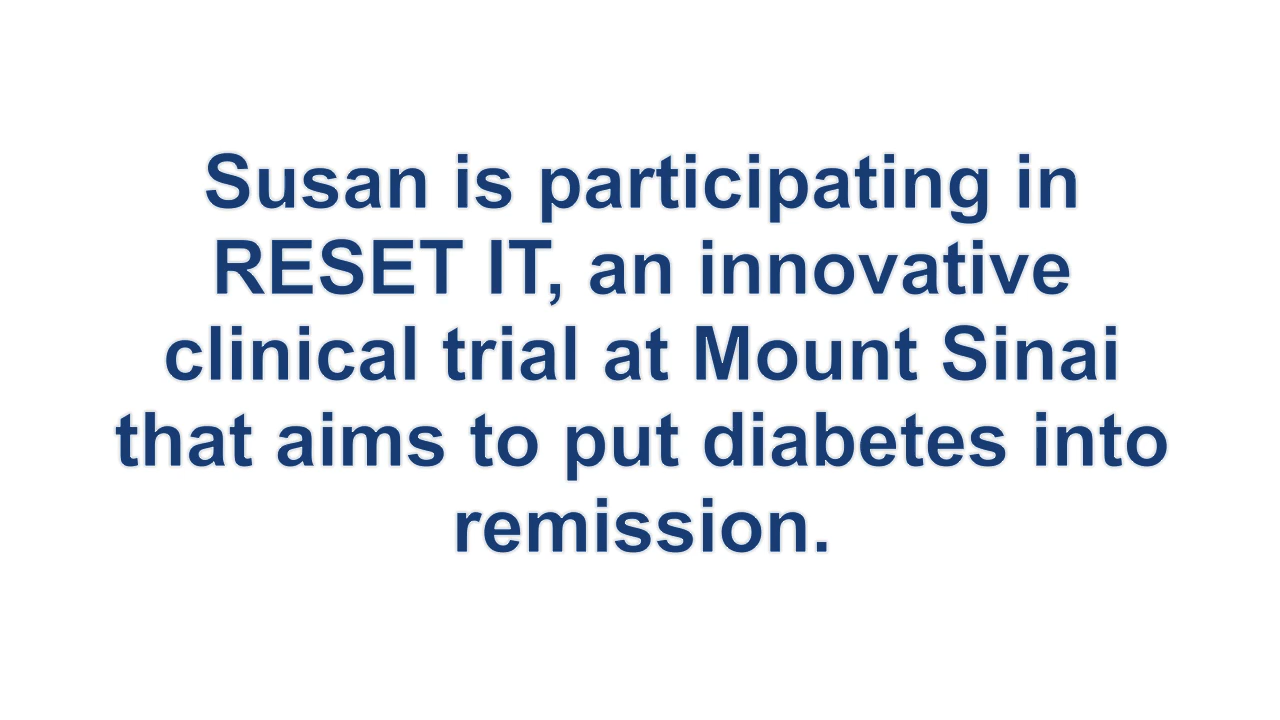 Susan is participating in
RESET IT, an innovative
clinical trial at Mount Sinai
that aims to put diabetes into
remission.